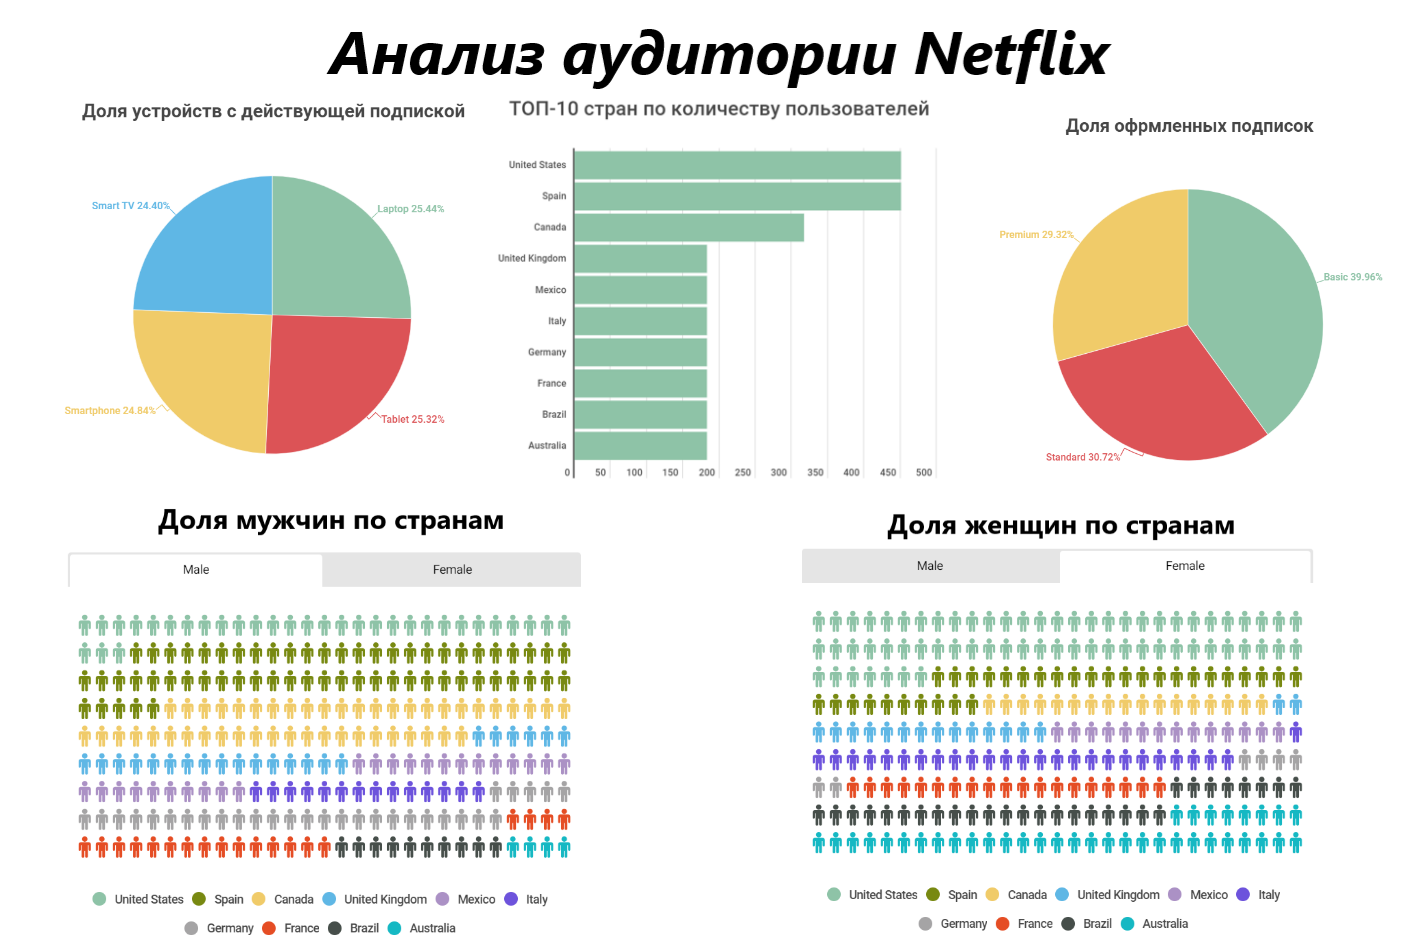 Анализ аудитории Netflix
Доля устройств с действующей подпиской
Smart TV 24.40%
Laptop 25.44%
Smartphone 24.84%
Tablet 25.32%
ТОП-10 стран по количеству пользователей
United States
Spain
Canada
United Kingdom
Mexico
Italy
Germany
France
Brazil
Australia
0 50 100 150 200 250 300 350 400 450 500
Доля офрмленных подписок
Premium 29.32%
Basic 39.96%
Standard 30.72%
Доля мужчин по странам
Male Female
United States Spain Canada United Kingdom Mexico Italy
Germany France Brazil Australia
Доля женщин по странам
Male Female
United States Spain Canada United Kingdom Mexico Italy
Germany France Brazil Australia